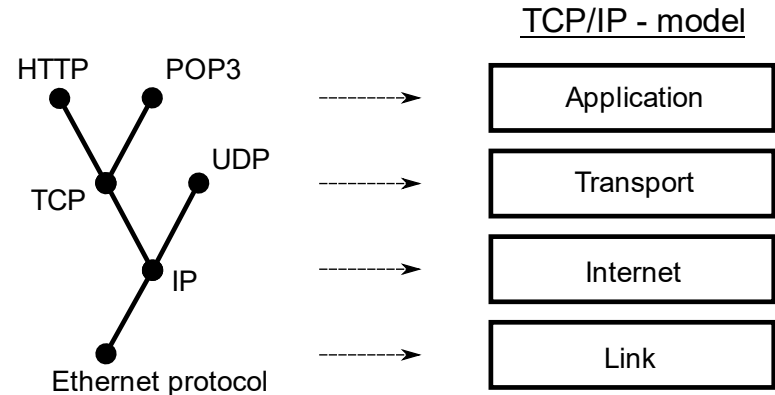 TCP/IP - model
HTTP
POP3
Application
UDP
TCP
Transport
IP
Internet
Ethernet protocol
Link